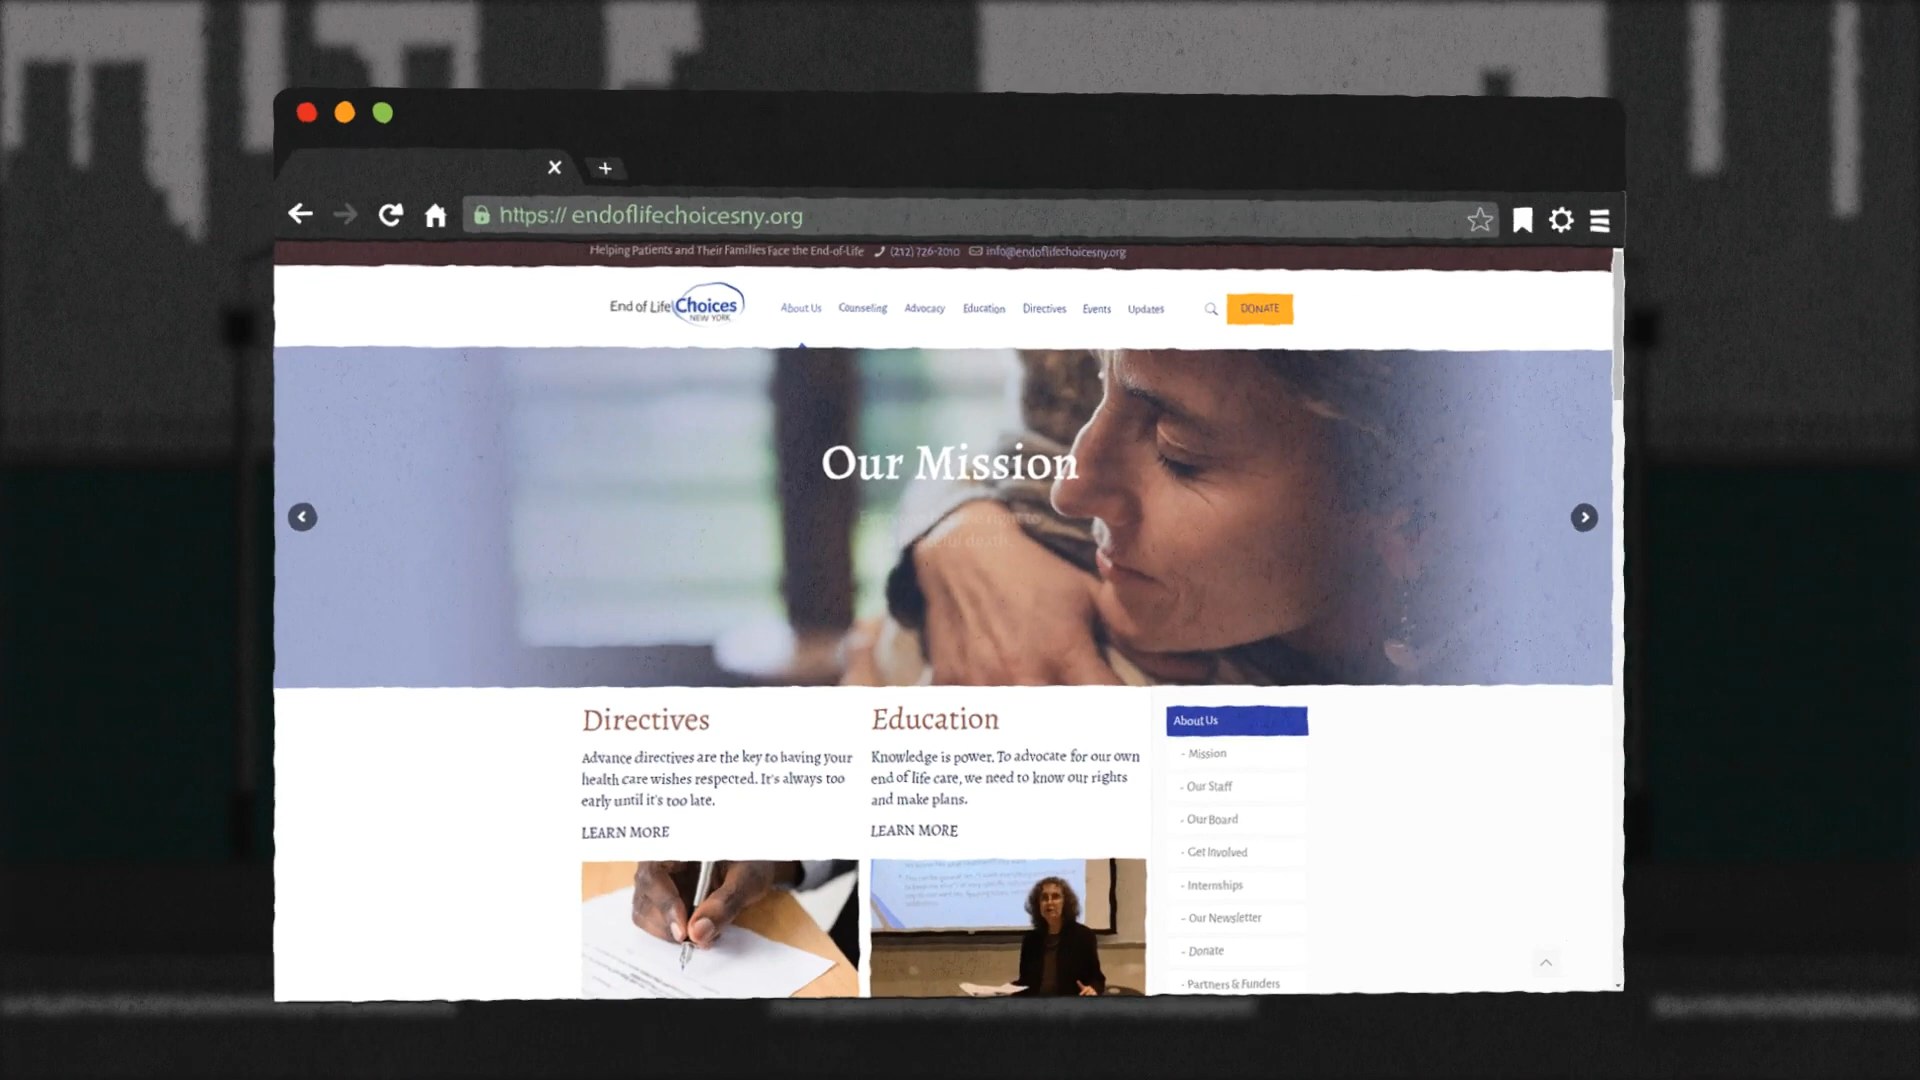 https:// endoflifechoicesny.org
Helping Patients and Their Families Face the End-of-Life (212) 726-2010 info@endoflifechoicesny.org
End of Life Choices
NEW YORK
About Us Counseling Advocacy Education Directives Events Updates DONATE
Our Mission
right to
death.
Directives
Advance directives are the key to having your
health care wishes respected. It's always too
early until it's too late.
LEARN MORE
Education
Knowledge is power. To advocate for our own
end of life care, we need to know our rights
and make plans.
LEARN MORE
About Us
- Mission
- Our Staff
- Our Board
- Get Involved
- Internships
- Our Newsletter
- Donate
- Partners & Funders